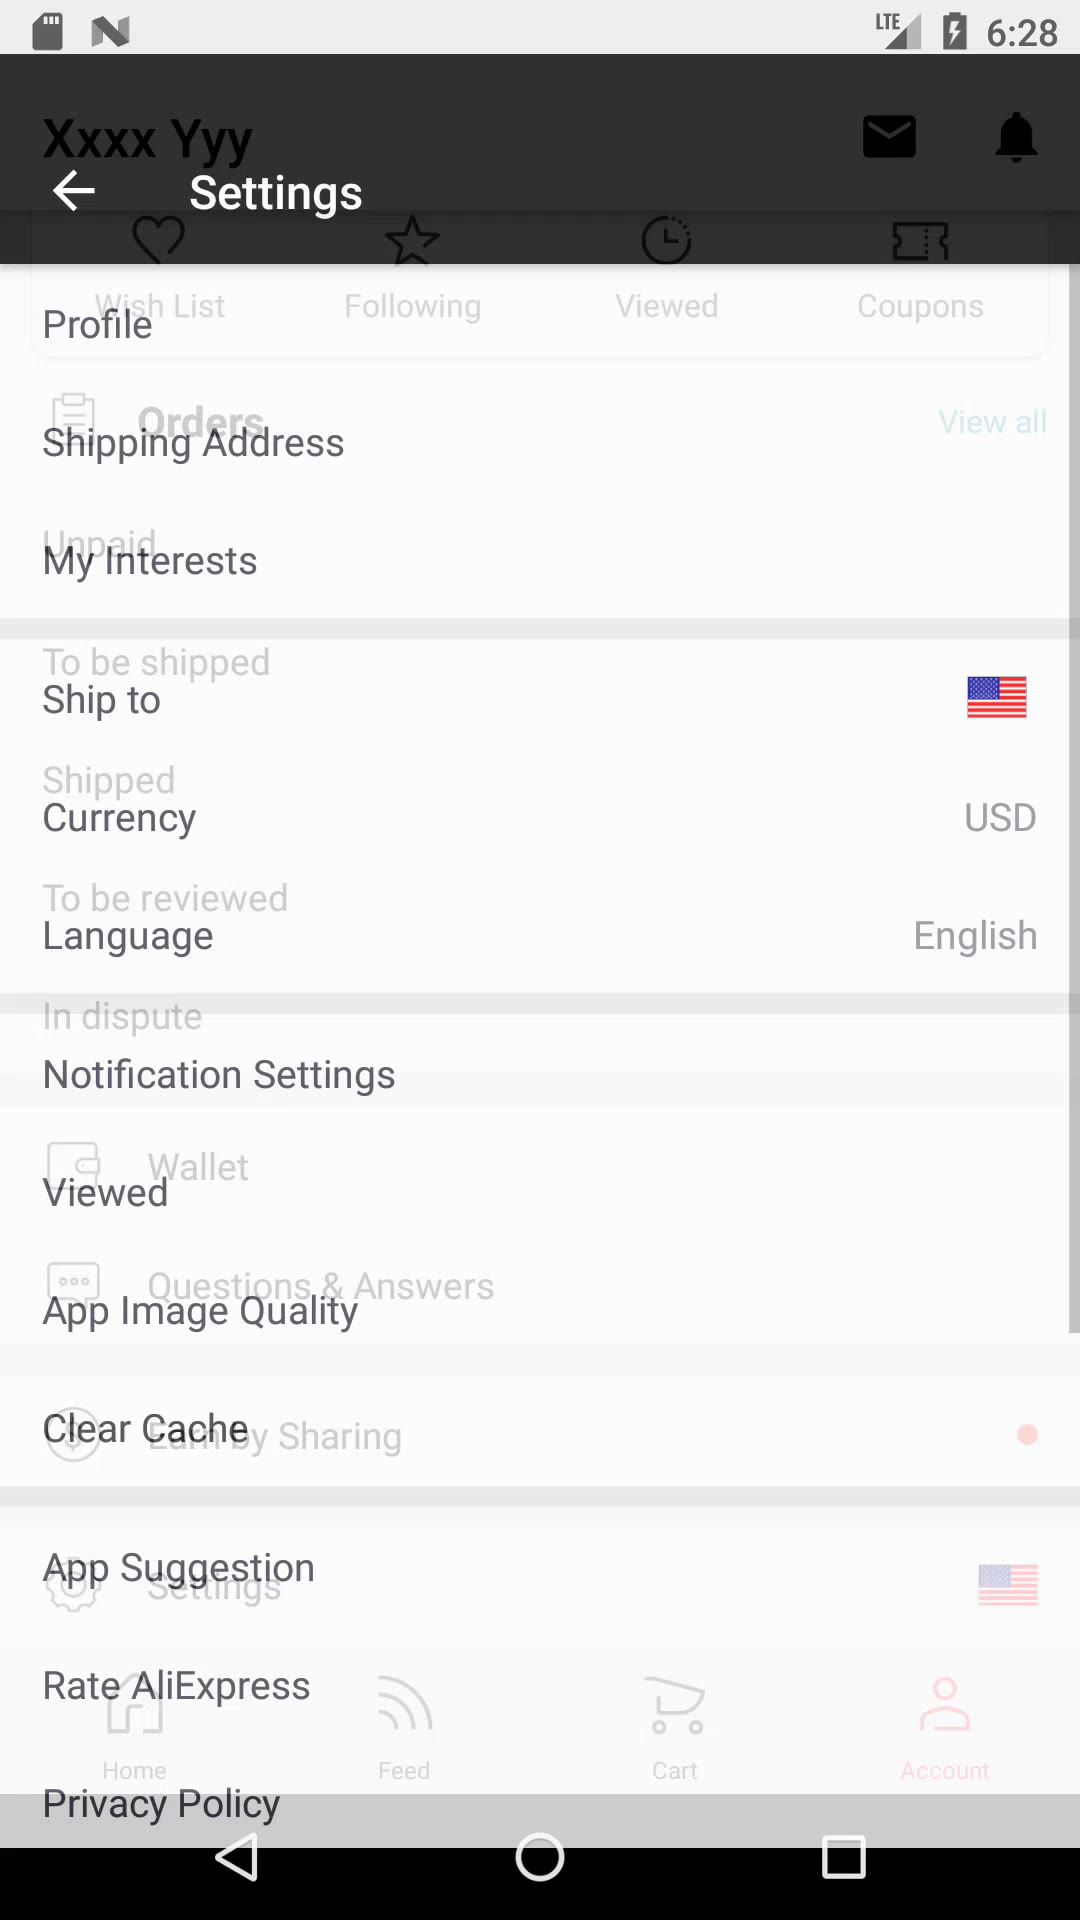 LTE 6:28
Xxxx Yyy
Settings
Wish List Following Viewed Coupons
Profile
Orders View all
Shipping Address
Unpaid
My Interests
To be shipped
Ship to
Shipped
Currency USD
To be reviewed
Language English
In dispute
Notification Settings
Wallet
Viewed
Questions & Answers
App Image Quality
Clear Cache
Earn by Sharing
App Suggestion
Settings
Rate AliExpress
Home Feed Cart Account
Privacy Policy